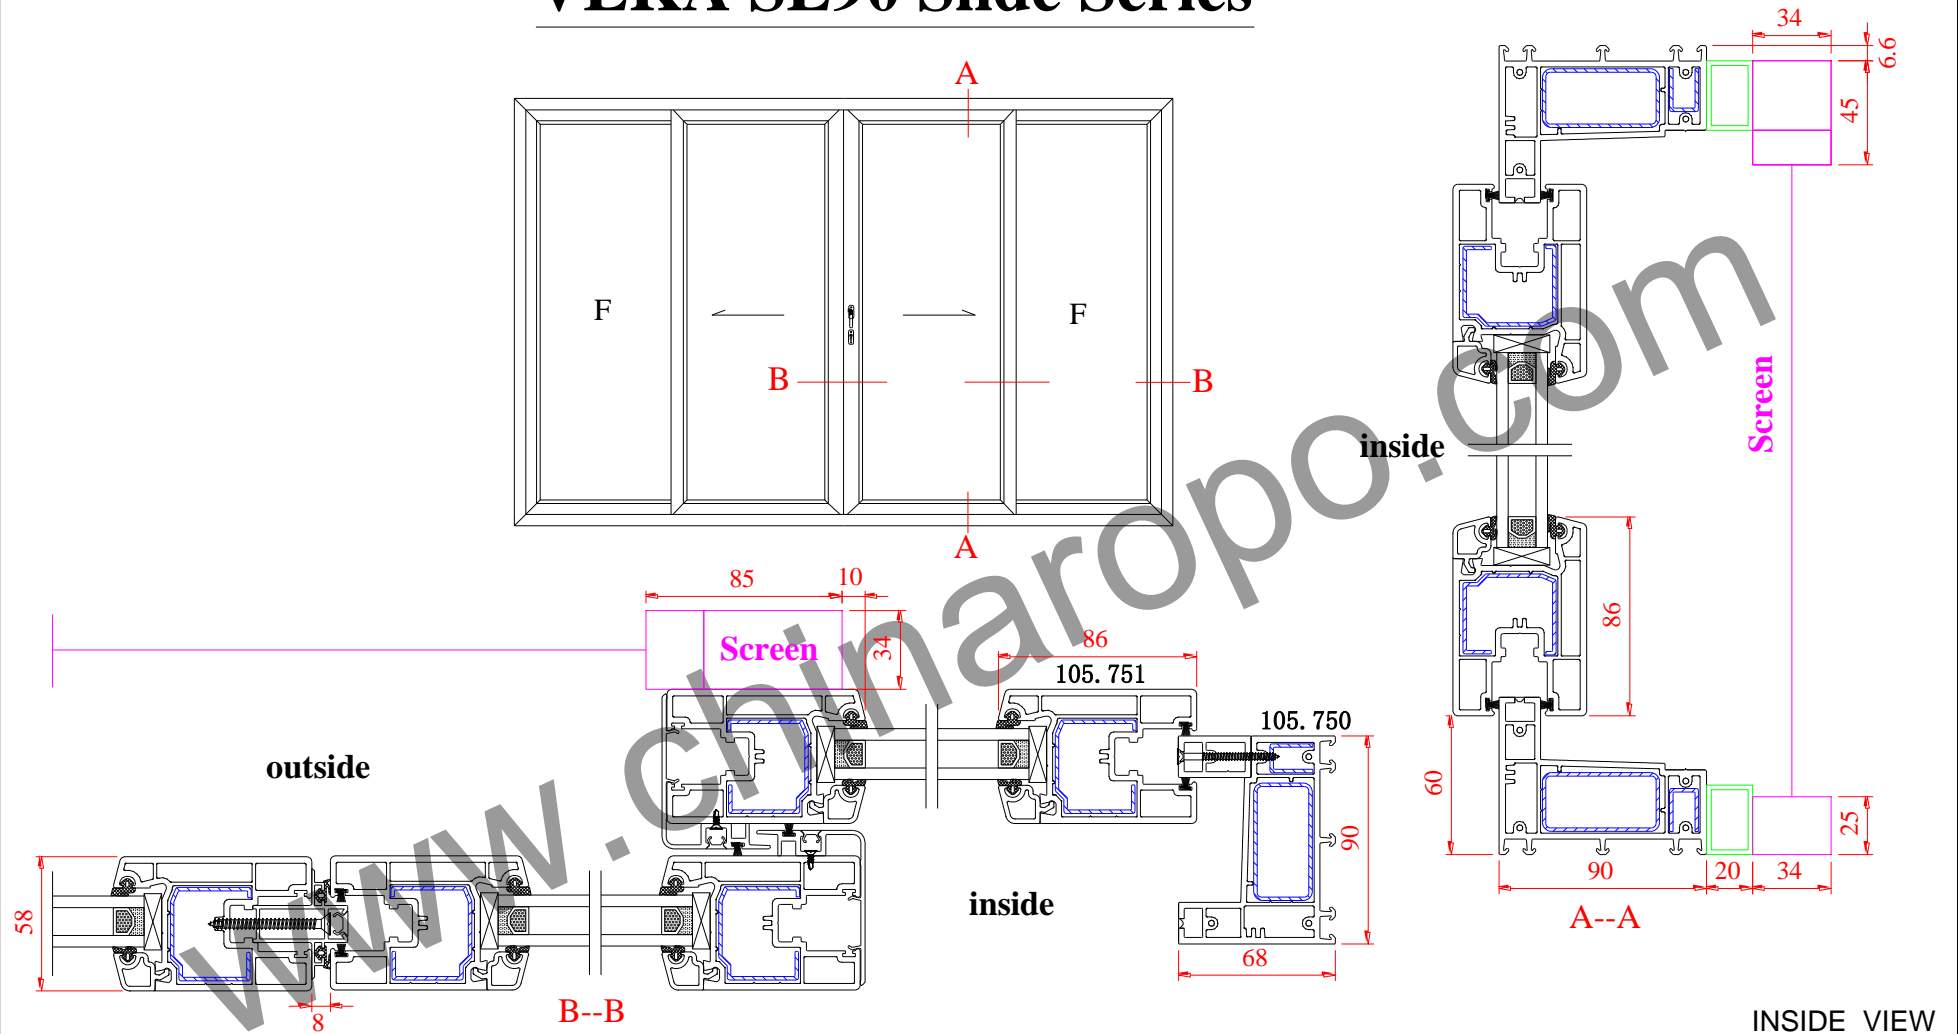 VEKA SL90 Slide Series
A
34
6.6
45
F
F
B
B
A
inside
Screen
85
10
Screen
34
86
105.751
105.750
86
outside
inside
60
90
25
58
90
20
34
68
A--A
8
B--B
INSIDE VIEW
www.chinaropo.com